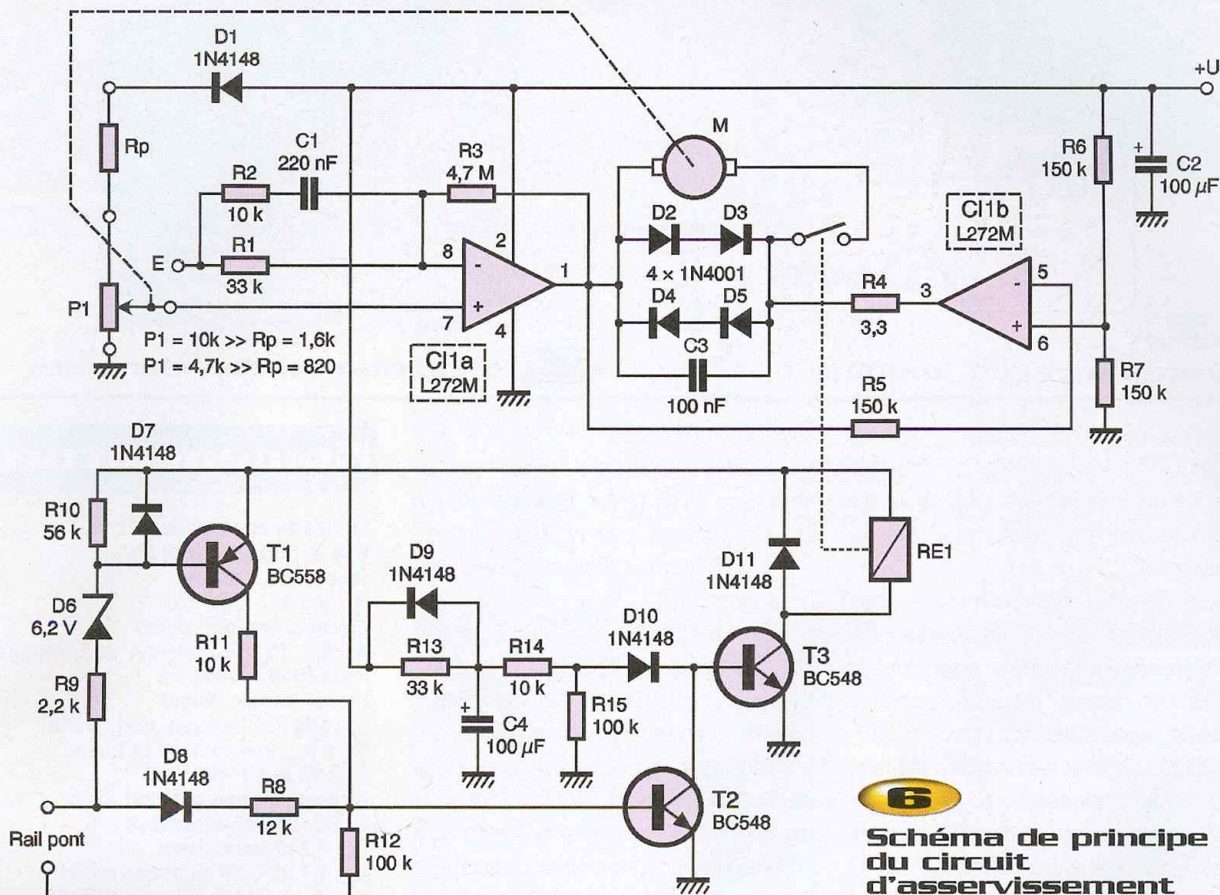 D1
1N4148
+U
Rp
M
C1
220 nF
R2
10 k
R3
4,7 M
R6
150 k
C2
100 µF
E
R1
33 k
8
2
-
1
+
7
4
P1
P1 = 10k >> Rp = 1,6k
P1 = 4,7k >> Rp = 820
CI1a
L272M
D2
D3
4 × 1N4001
D4
D5
C3
100 nF
R4
3,3
CI1b
L272M
3
5
-
+
6
R5
150 k
R7
150 k
D7
1N4148
R10
56 k
T1
BC558
D6
6,2 V
R11
10 k
R9
2,2 k
D8
1N4148
R8
12 k
Rail pont
R12
100 k
D9
1N4148
R13
33 k
R14
10 k
D10
1N4148
C4
100 µF
R15
100 k
D11
1N4148
RE1
T3
BC548
T2
BC548
6
Schéma de principe
du circuit
d'asservissement